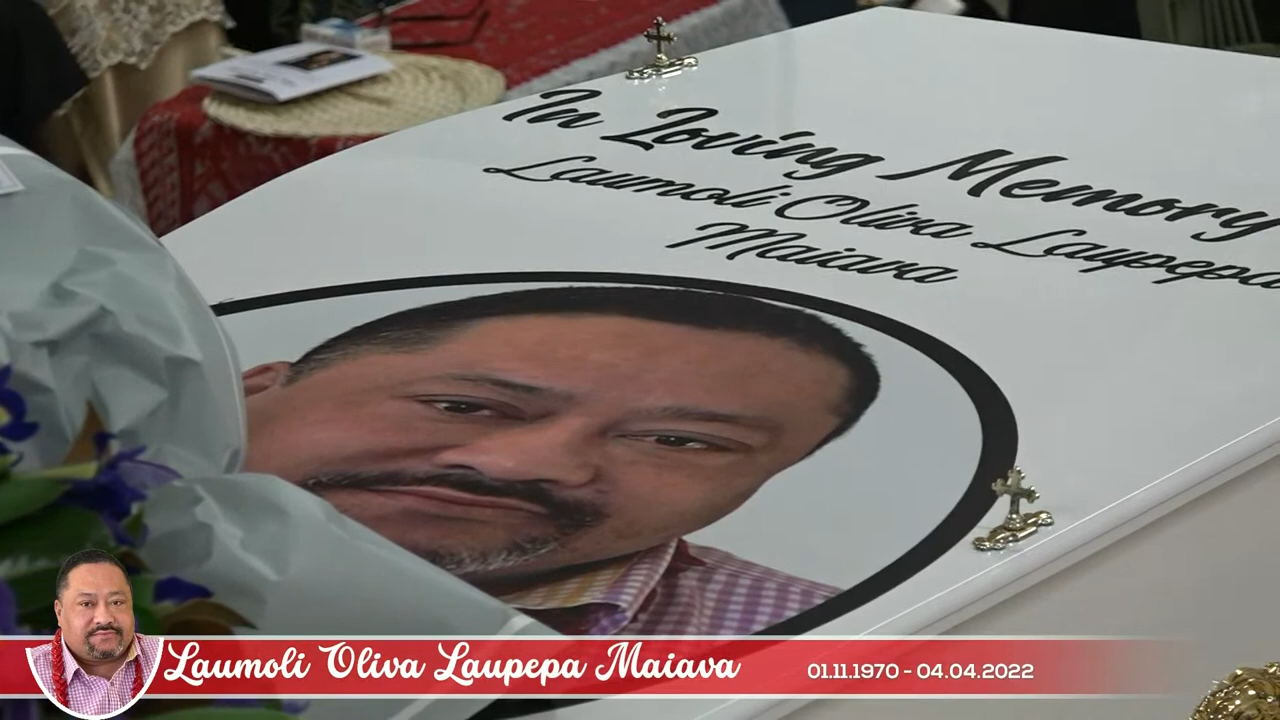 In Loving Memory
Laumoli Oliva Laupepa
Maiava
Laumoli Oliva Laupepa Maiava
01.11.1970 - 04.04.2022